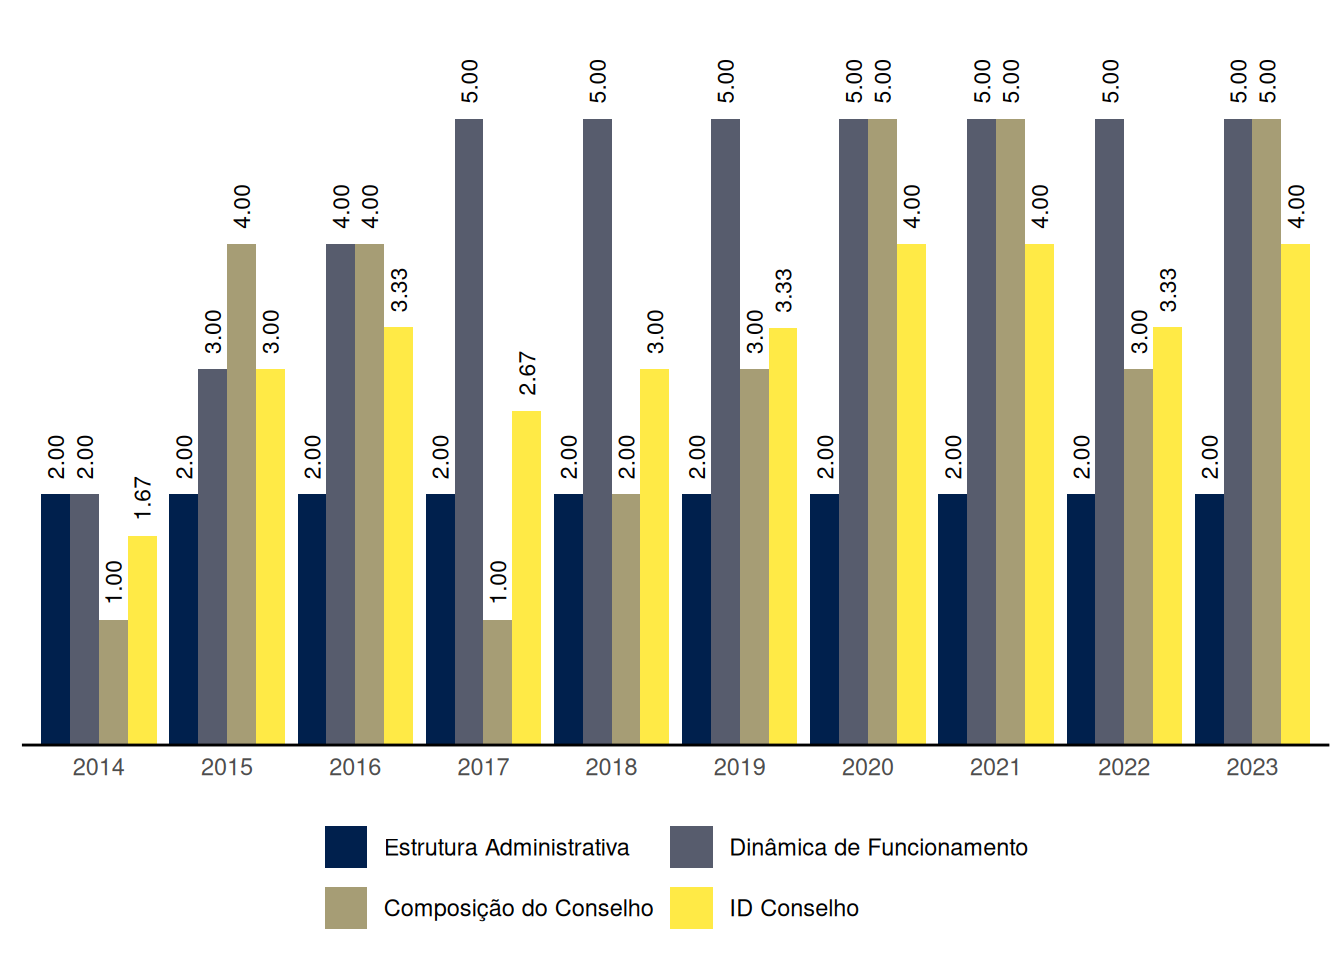 2.00 2.00 1.00 1.67
2.00 3.00 4.00 3.00
2.00 4.00 4.00 3.33
2.00 5.00 1.00 2.67
2.00 5.00 2.00 3.00
2.00 5.00 3.00 3.33
2.00 5.00 5.00 4.00
2.00 5.00 5.00 4.00
2.00 5.00 3.00 3.33
2.00 5.00 5.00 4.00
2014 2015 2016 2017 2018 2019 2020 2021 2022 2023
Estrutura Administrativa Dinâmica de Funcionamento
Composição do Conselho ID Conselho